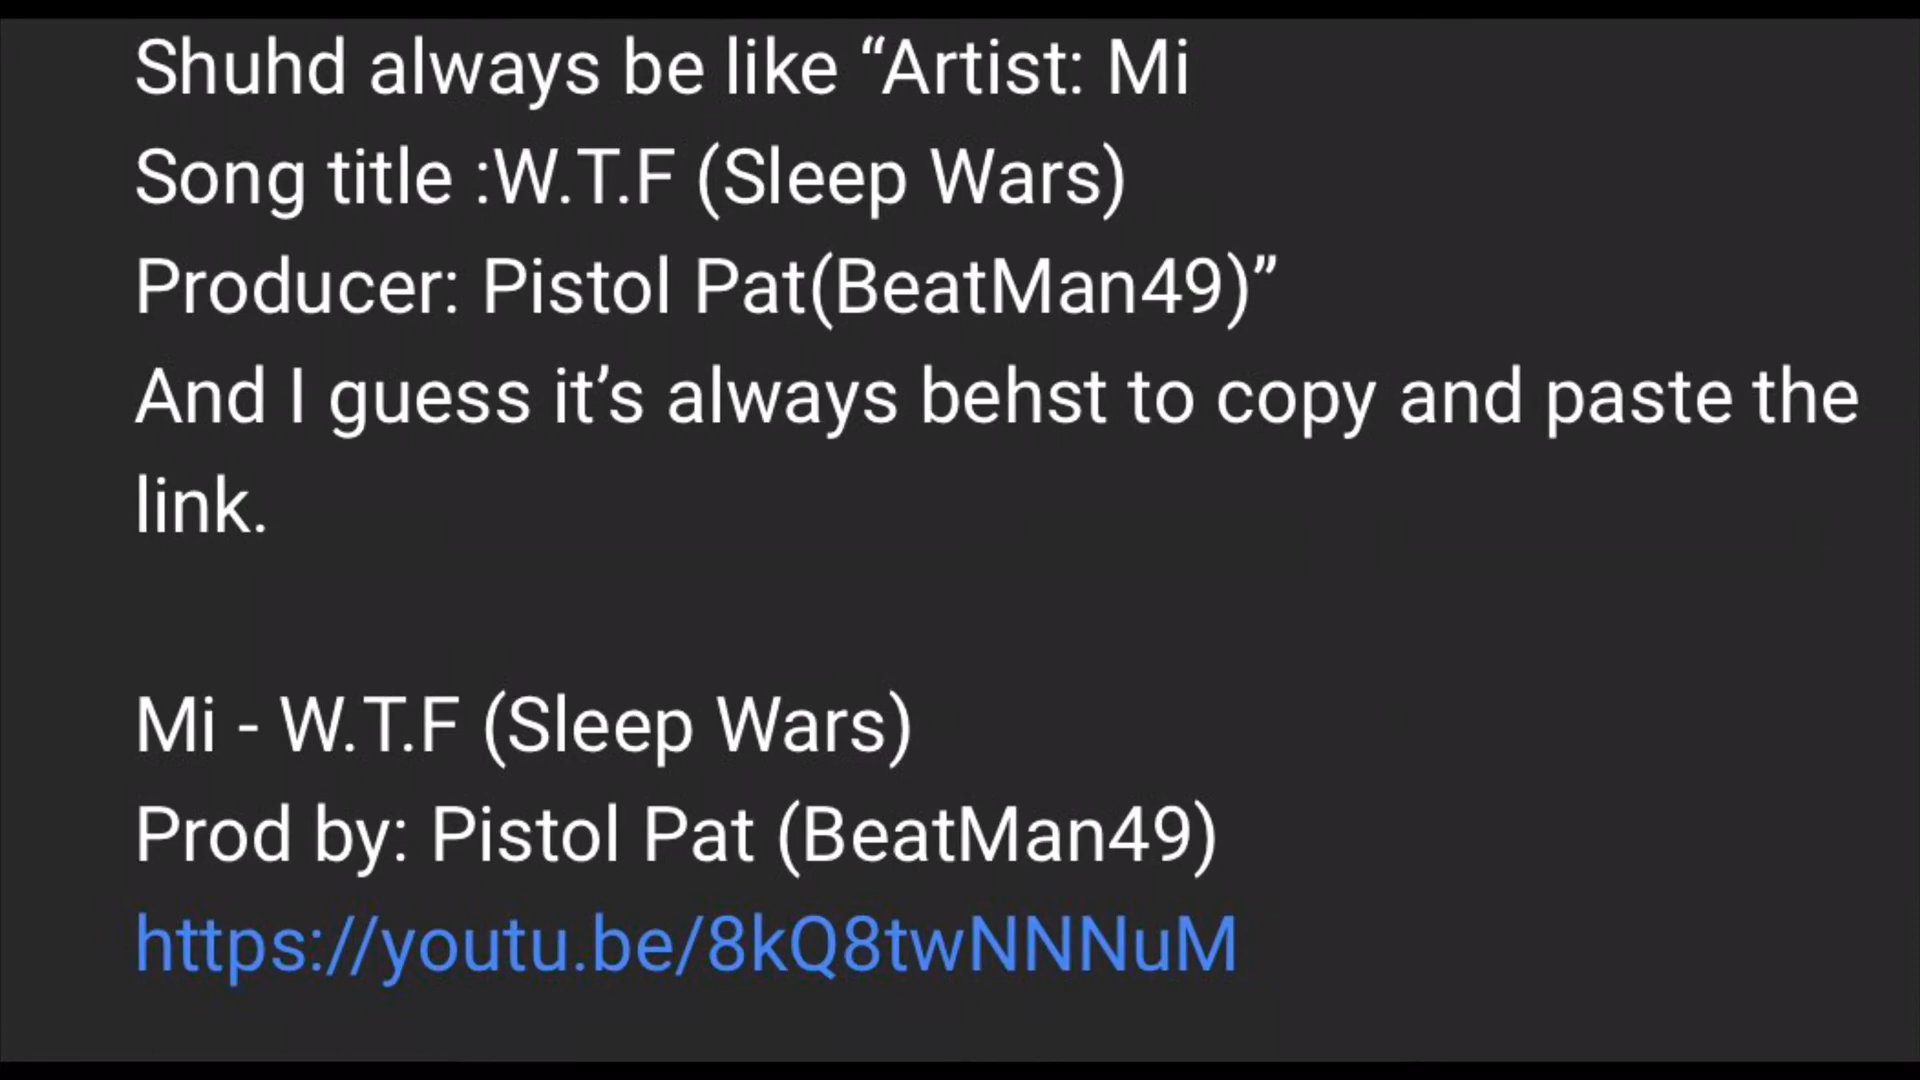 Shuhd always be like “Artist: Mi
Song title :W.T.F (Sleep Wars)
Producer: Pistol Pat(BeatMan49)”
And I guess it’s always behst to copy and paste the
link.
Mi - W.T.F (Sleep Wars)
Prod by: Pistol Pat (BeatMan49)
https://youtu.be/8kQ8twNNNuM